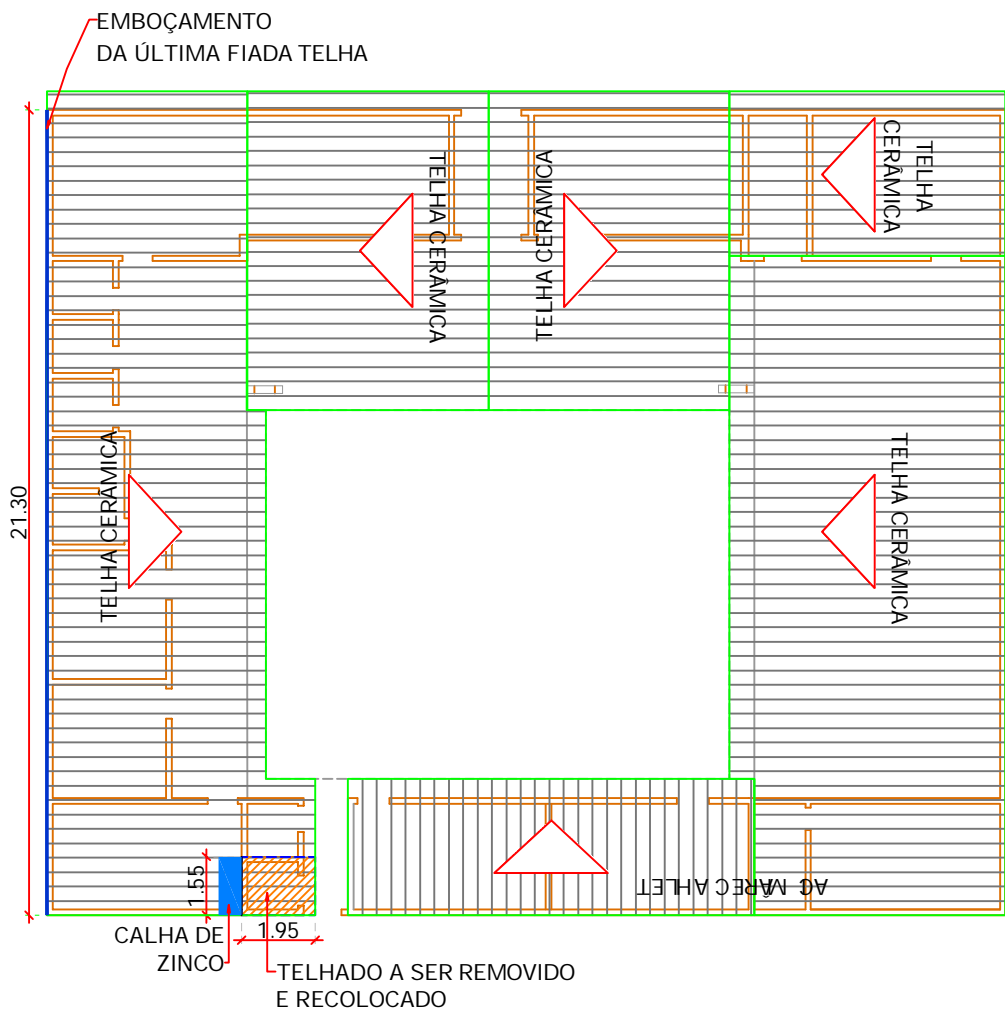 EMBOÇAMENTO
DA ÚLTIMA FIADA TELHA
TELHA
CERÂMICA
TELHA CERÂMICA
TELHA CERÂMICA
21.30
TELHA CERÂMICA
TELHA CERÂMICA
1.55
TELHA CERÂMICA
1.95
CALHA DE
ZINCO
TELHADO A SER REMOVIDO
E RECOLOCADO